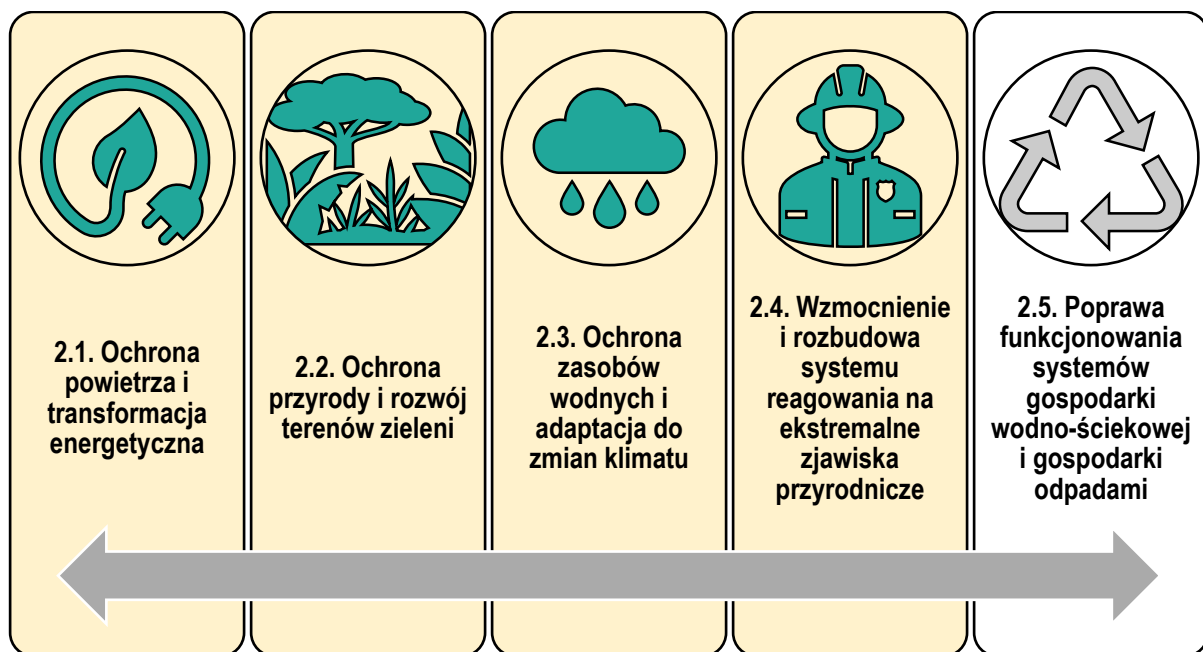 2.1. Ochrona
powietrza i
transformacja
energetyczna
2.2. Ochrona
przyrody i rozwój
terenów zieleni
2.3. Ochrona
zasobów
wodnych i
adaptacja do
zmian klimatu
2.4. Wzmocnienie
i rozbudowa
systemu
reagowania na
ekstremalne
zjawiska
przyrodnicze
2.5. Poprawa
funkcjonowania
systemów
gospodarki
wodno-ściekowej
i gospodarki
odpadami